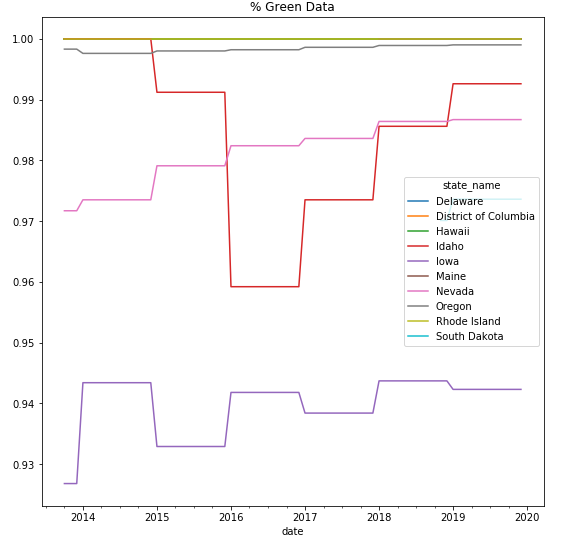 % Green Data
1.00
0.99
0.98
0.97
0.96
0.95
0.94
0.93
state_name
Delaware
District of Columbia
Hawaii
Idaho
Iowa
Maine
Nevada
Oregon
Rhode Island
South Dakota
2014 2015 2016 2017 2018 2019 2020
date